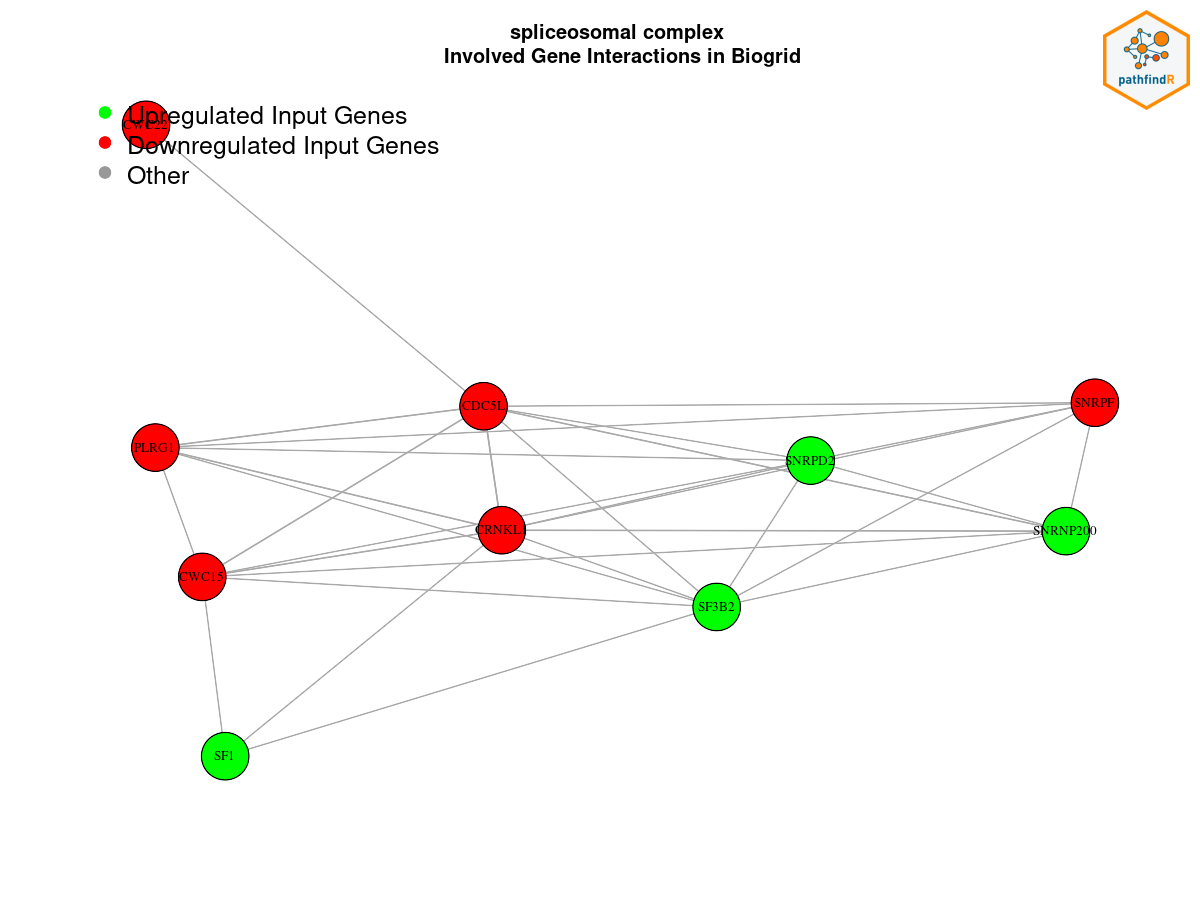 spliceosomal complex
Involved Gene Interactions in Biogrid
pathfindR
Upregulated Input Genes
CWC22
Downregulated Input Genes
Other
CDC5L
SNRPF
PLRG1
SNRPD2
CRNKL1
SNRNP200
CWC15
SF3B2
SF1